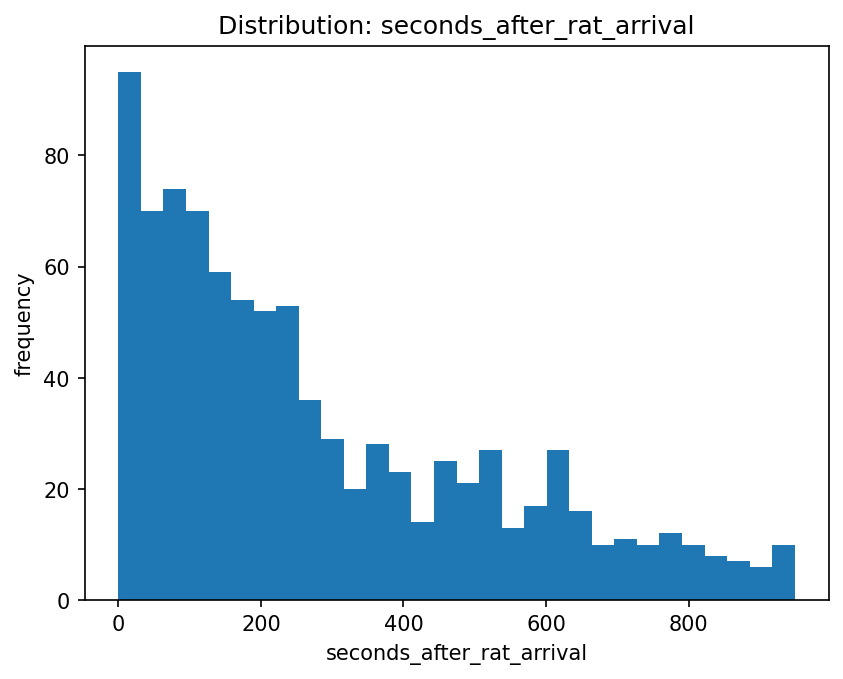 Distribution: seconds_after_rat_arrival
frequency
80
60
40
20
0
0 200 400 600 800
seconds_after_rat_arrival